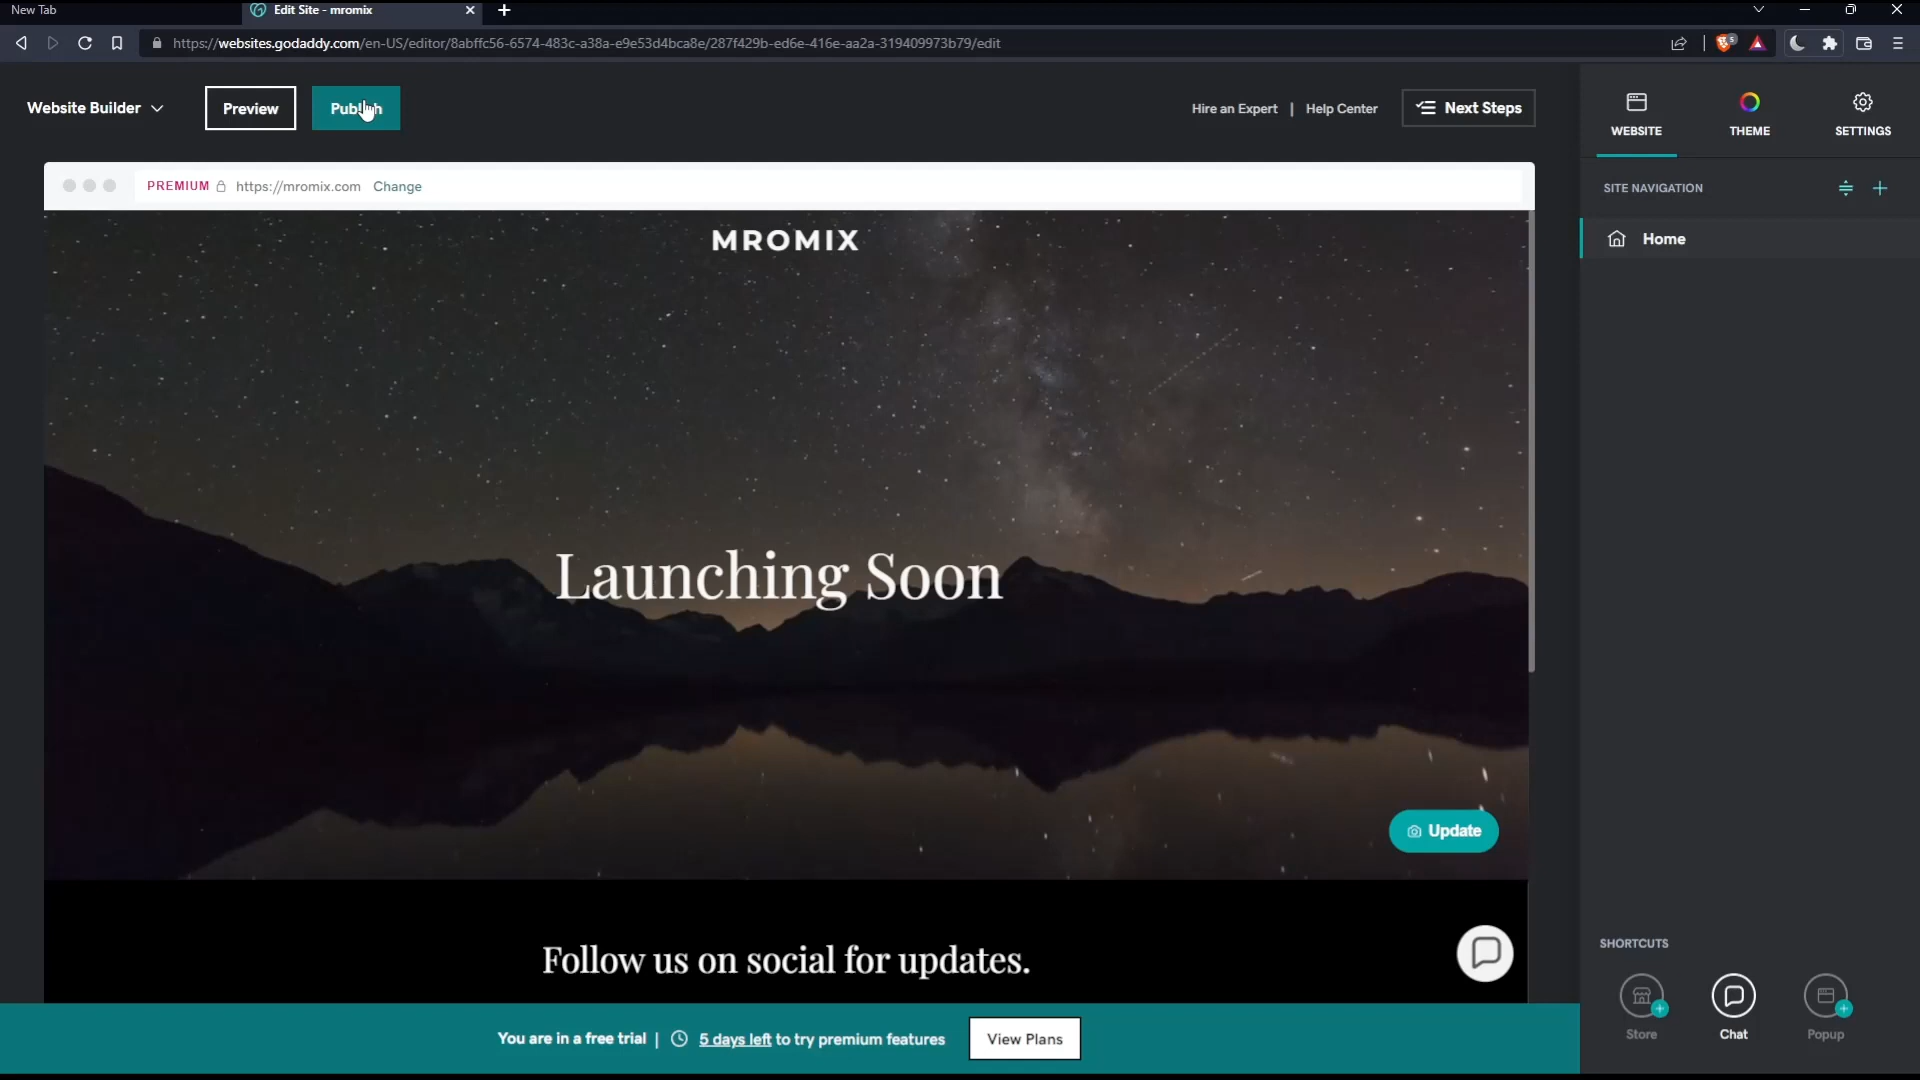 New Tab
Edit Site - mromix
https://websites.godaddy.com/en-US/editor/8abffc56-6574-483c-a38a-e9e53d4bca8e/287f429b-ed6e-416e-aa2a-319409973b79/edit
Website Builder
Preview
Publish
Hire an Expert | Help Center
Next Steps
WEBSITE
THEME
SETTINGS
PREMIUM https://mromix.com Change
SITE NAVIGATION
Home
MROMIX
Launching Soon
Update
Follow us on social for updates.
SHORTCUTS
Store
Chat
Popup
You are in a free trial | 5 days left to try premium features
View Plans